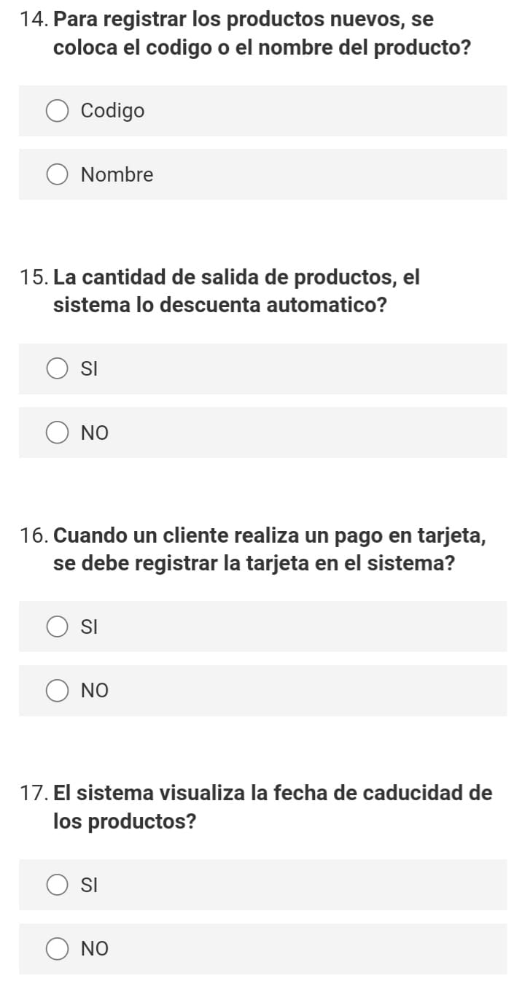 14. Para registrar los productos nuevos, se
coloca el codigo o el nombre del producto?
Codigo
Nombre
15. La cantidad de salida de productos, el
sistema lo descuenta automatico?
SI
NO
16. Cuando un cliente realiza un pago en tarjeta,
se debe registrar la tarjeta en el sistema?
SI
NO
17. El sistema visualiza la fecha de caducidad de
los productos?
SI
NO